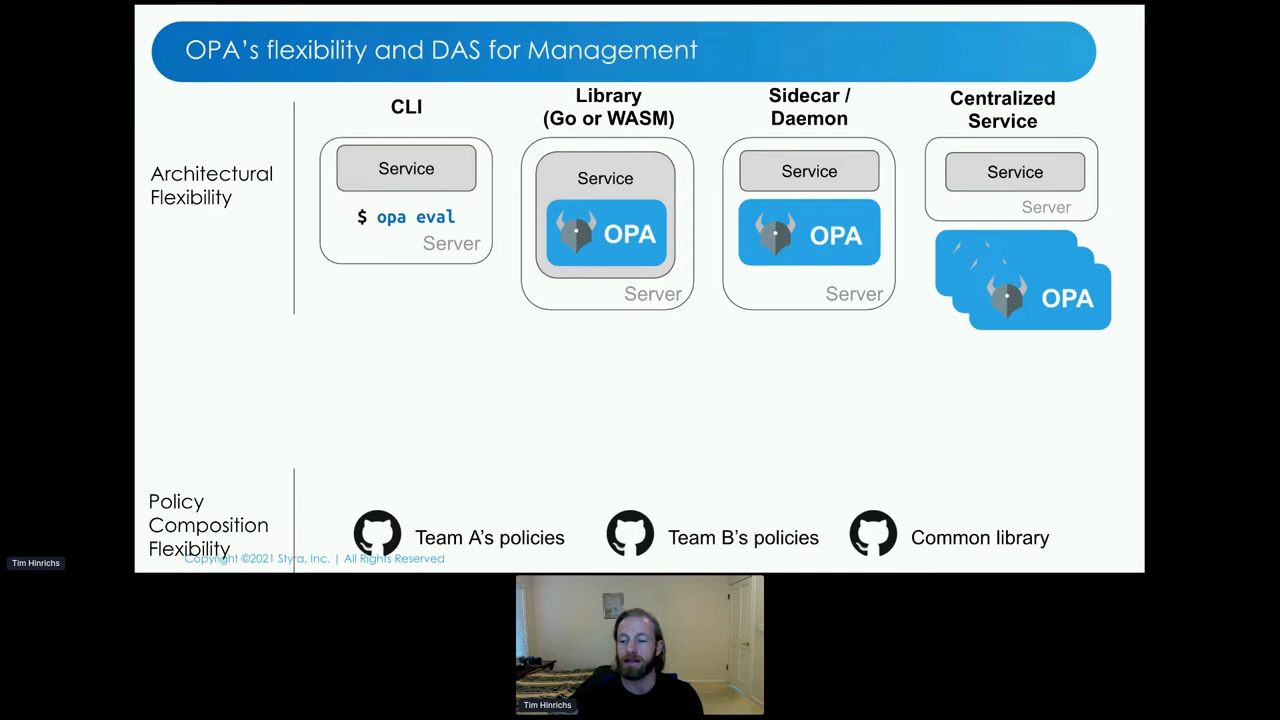 OPA's flexibility and DAS for Management
CLI
Library
(Go or WASM)
Sidecar /
Daemon
Centralized
Service
Architectural
Flexibility
Service
$ opa eval
Server
Service
OPA
Server
Service
OPA
Server
Service
Server
OPA
Policy
Composition
Flexibility
Team A's policies
Team B's policies
Common library
Copyright ©2021 Styra, Inc. | All Rights Reserved
Tim Hinrichs
Tim Hinrichs